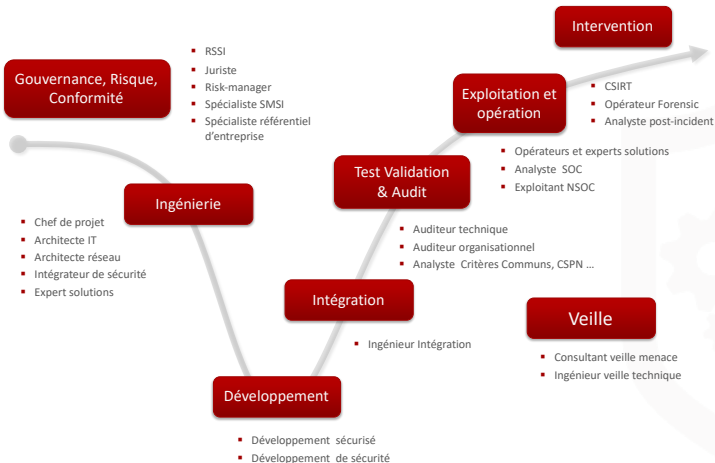 Gouvernance, Risque,
Conformité
▪ RSSI
▪ Juriste
▪ Risk-manager
▪ Spécialiste SMSI
▪ Spécialiste référentiel
d'entreprise
Ingénierie
▪ Chef de projet
▪ Architecte IT
▪ Architecte réseau
▪ Intégrateur de sécurité
▪ Expert solutions
Développement
▪ Développement sécurisé
▪ Développement de sécurité
Intégration
▪ Ingénieur Intégration
Test Validation
& Audit
▪ Auditeur technique
▪ Auditeur organisationnel
▪ Analyste Critères Communs, CSPN ...
Exploitation et
opération
▪ Opérateurs et experts solutions
▪ Analyste SOC
▪ Exploitant NSOC
Intervention
▪ CSIRT
▪ Opérateur Forensic
▪ Analyste post-incident
Veille
▪ Consultant veille menace
▪ Ingénieur veille technique